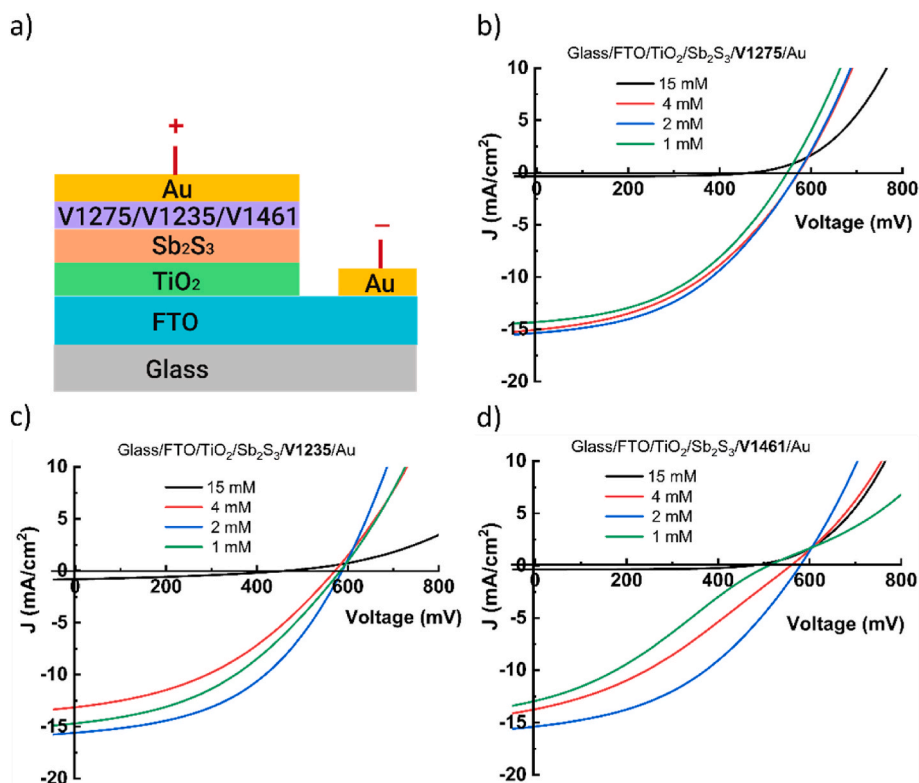 a)
+
Au
V1275/V1235/V1461
Sb₂S₃
TiO₂
FTO
Glass
−
Au
b)
Glass/FTO/TiO₂/Sb₂S₃/V1275/Au
15 mM
4 mM
2 mM
1 mM
J (mA/cm²)
10
5
0
-5
-10
-15
-20
0
200
400
600
800
Voltage (mV)
c)
Glass/FTO/TiO₂/Sb₂S₃/V1235/Au
15 mM
4 mM
2 mM
1 mM
J (mA/cm²)
10
5
0
-5
-10
-15
-20
0
200
400
600
800
Voltage (mV)
d)
Glass/FTO/TiO₂/Sb₂S₃/V1461/Au
15 mM
4 mM
2 mM
1 mM
J (mA/cm²)
10
5
0
-5
-10
-15
-20
0
200
400
600
800
Voltage (mV)